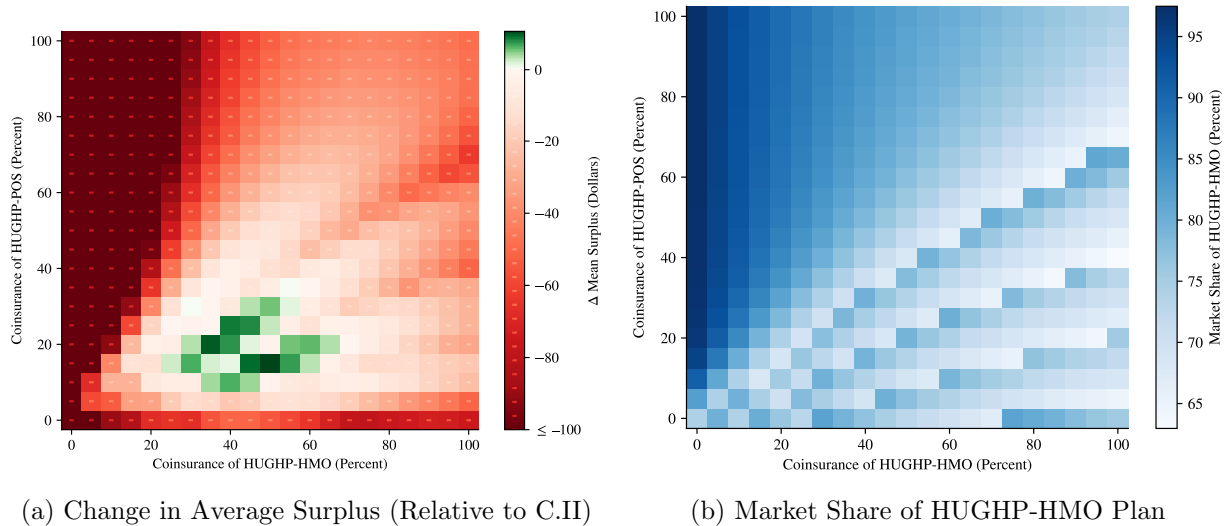 100
80
60
40
20
0
Coinsurance of HUGHP-POS (Percent)
0 20 40 60 80 100
Coinsurance of HUGHP-HMO (Percent)
0
−20
−40
−60
−80
≤ −100
Δ Mean Surplus (Dollars)
(a) Change in Average Surplus (Relative to C.II)
100
80
60
40
20
0
Coinsurance of HUGHP-POS (Percent)
0 20 40 60 80 100
Coinsurance of HUGHP-HMO (Percent)
95
90
85
80
75
70
65
Market Share of HUGHP-HMO (Percent)
(b) Market Share of HUGHP-HMO Plan